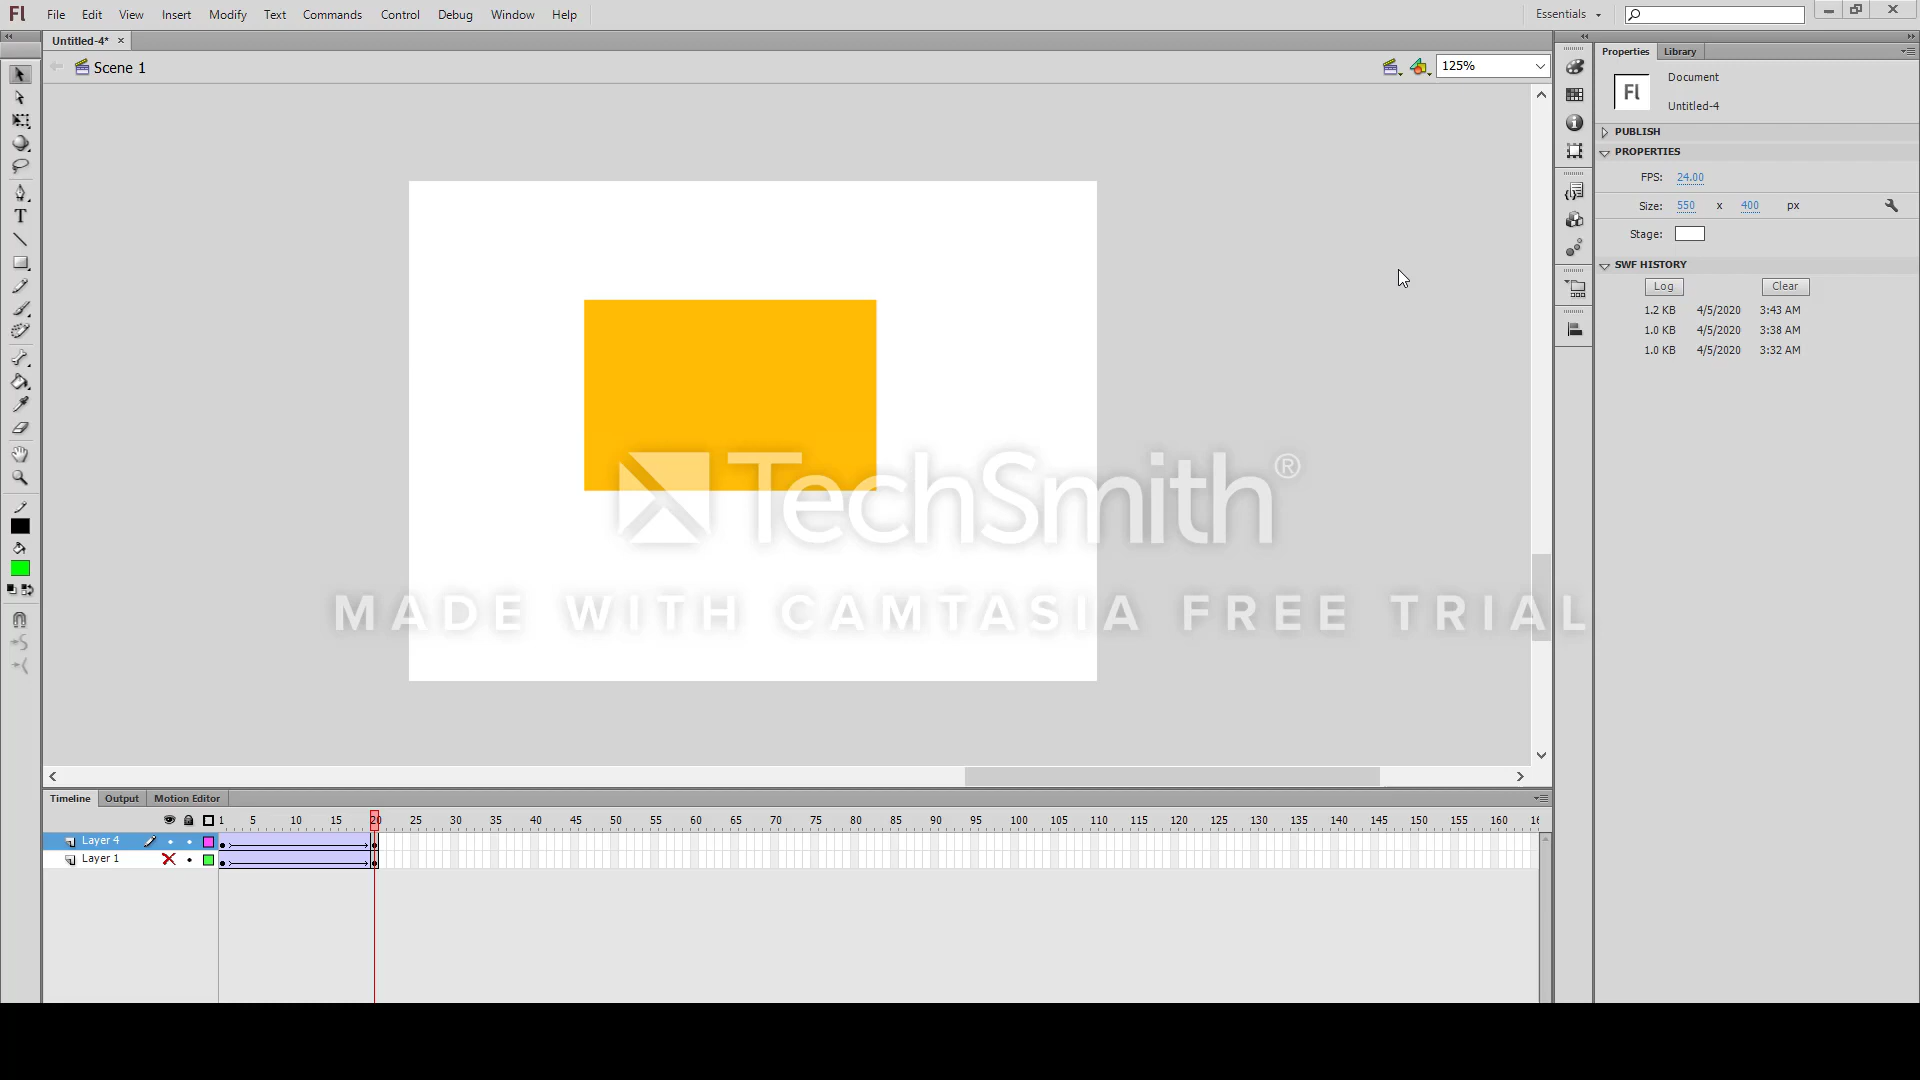 Fl File Edit View Insert Modify Text Commands Control Debug Window Help Essentials
Untitled-4* ×
Scene 1
125%
Properties Library
Fl
Document
Untitled-4
PUBLISH
PROPERTIES
FPS: 24.00
Size: 550 x 400 px
Stage:
SWF HISTORY
Log Clear
1.2 KB 4/5/2020 3:43 AM
1.0 KB 4/5/2020 3:38 AM
1.0 KB 4/5/2020 3:32 AM
T
TechSmith®
MADE WITH CAMTASIA FREE TRIAL
Timeline Output Motion Editor
1 5 10 15 20 25 30 35 40 45 50 55 60 65 70 75 80 85 90 95 100 105 110 115 120 125 130 135 140 145 150 155 160 16
Layer 4
Layer 1